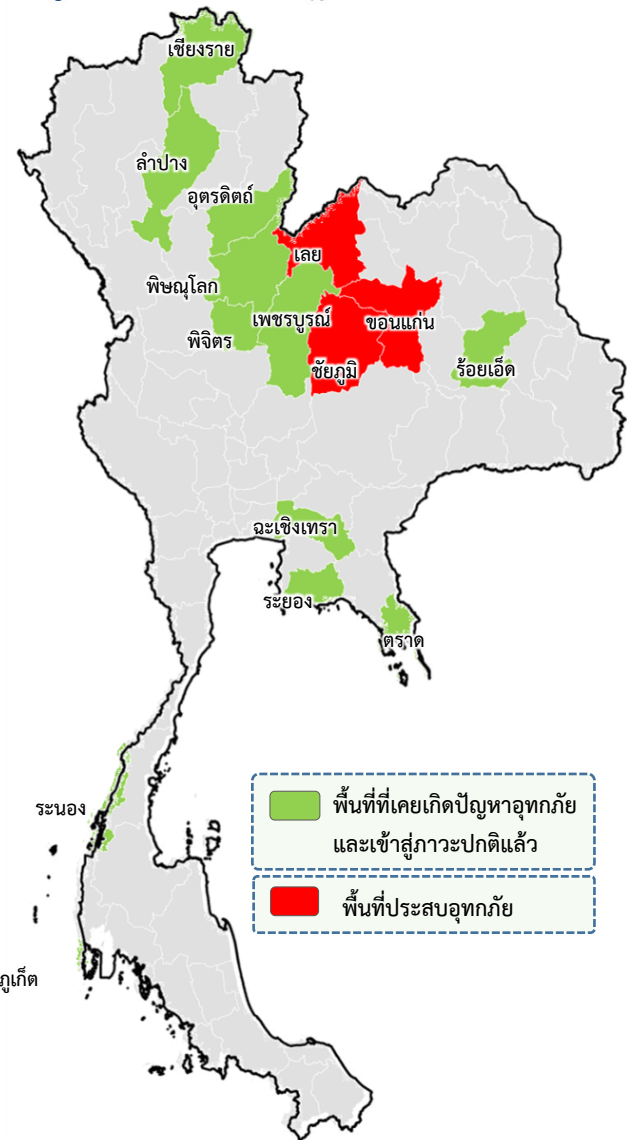 เชียงราย
ลำปาง
อุตรดิตถ์
เลย
พิษณุโลก
เพชรบูรณ์
ขอนแก่น
พิจิตร
ชัยภูมิ
ร้อยเอ็ด
ฉะเชิงเทรา
ระยอง
ตราด
ระนอง
พื้นที่ที่เคยเกิดปัญหาอุทกภัย
และเข้าสู่ภาวะปกติแล้ว
พื้นที่ประสบอุทกภัย
ภูเก็ต